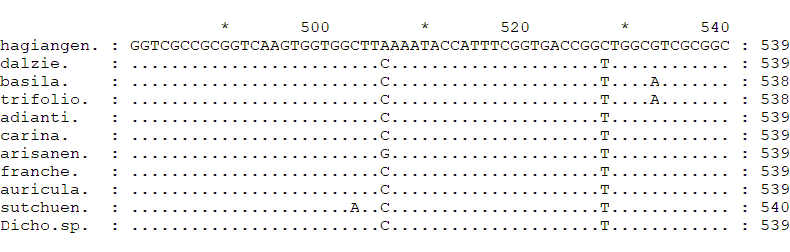 * 500 * 520 * 540
hagiangen. : GGTCGCCGCGGTCAAGTGGTGGCTTAAAATACCATTTCGGTGACCGGCTGGCGTCGCGGC : 539
dalzie. : .........................C.....................T............ : 539
basila. : .........................C.....................T....A....... : 538
trifolio. : .........................C.....................T....A....... : 538
adianti. : .........................C.....................T............ : 539
carina. : .........................C.....................T............ : 539
arisanen. : .........................G.....................T............ : 539
franche. : .........................C.....................T............ : 539
auricula. : .........................C.....................T............ : 539
sutchuen. : ......................A..C.....................T............ : 540
Dicho.sp. : .........................C.....................T............ : 539